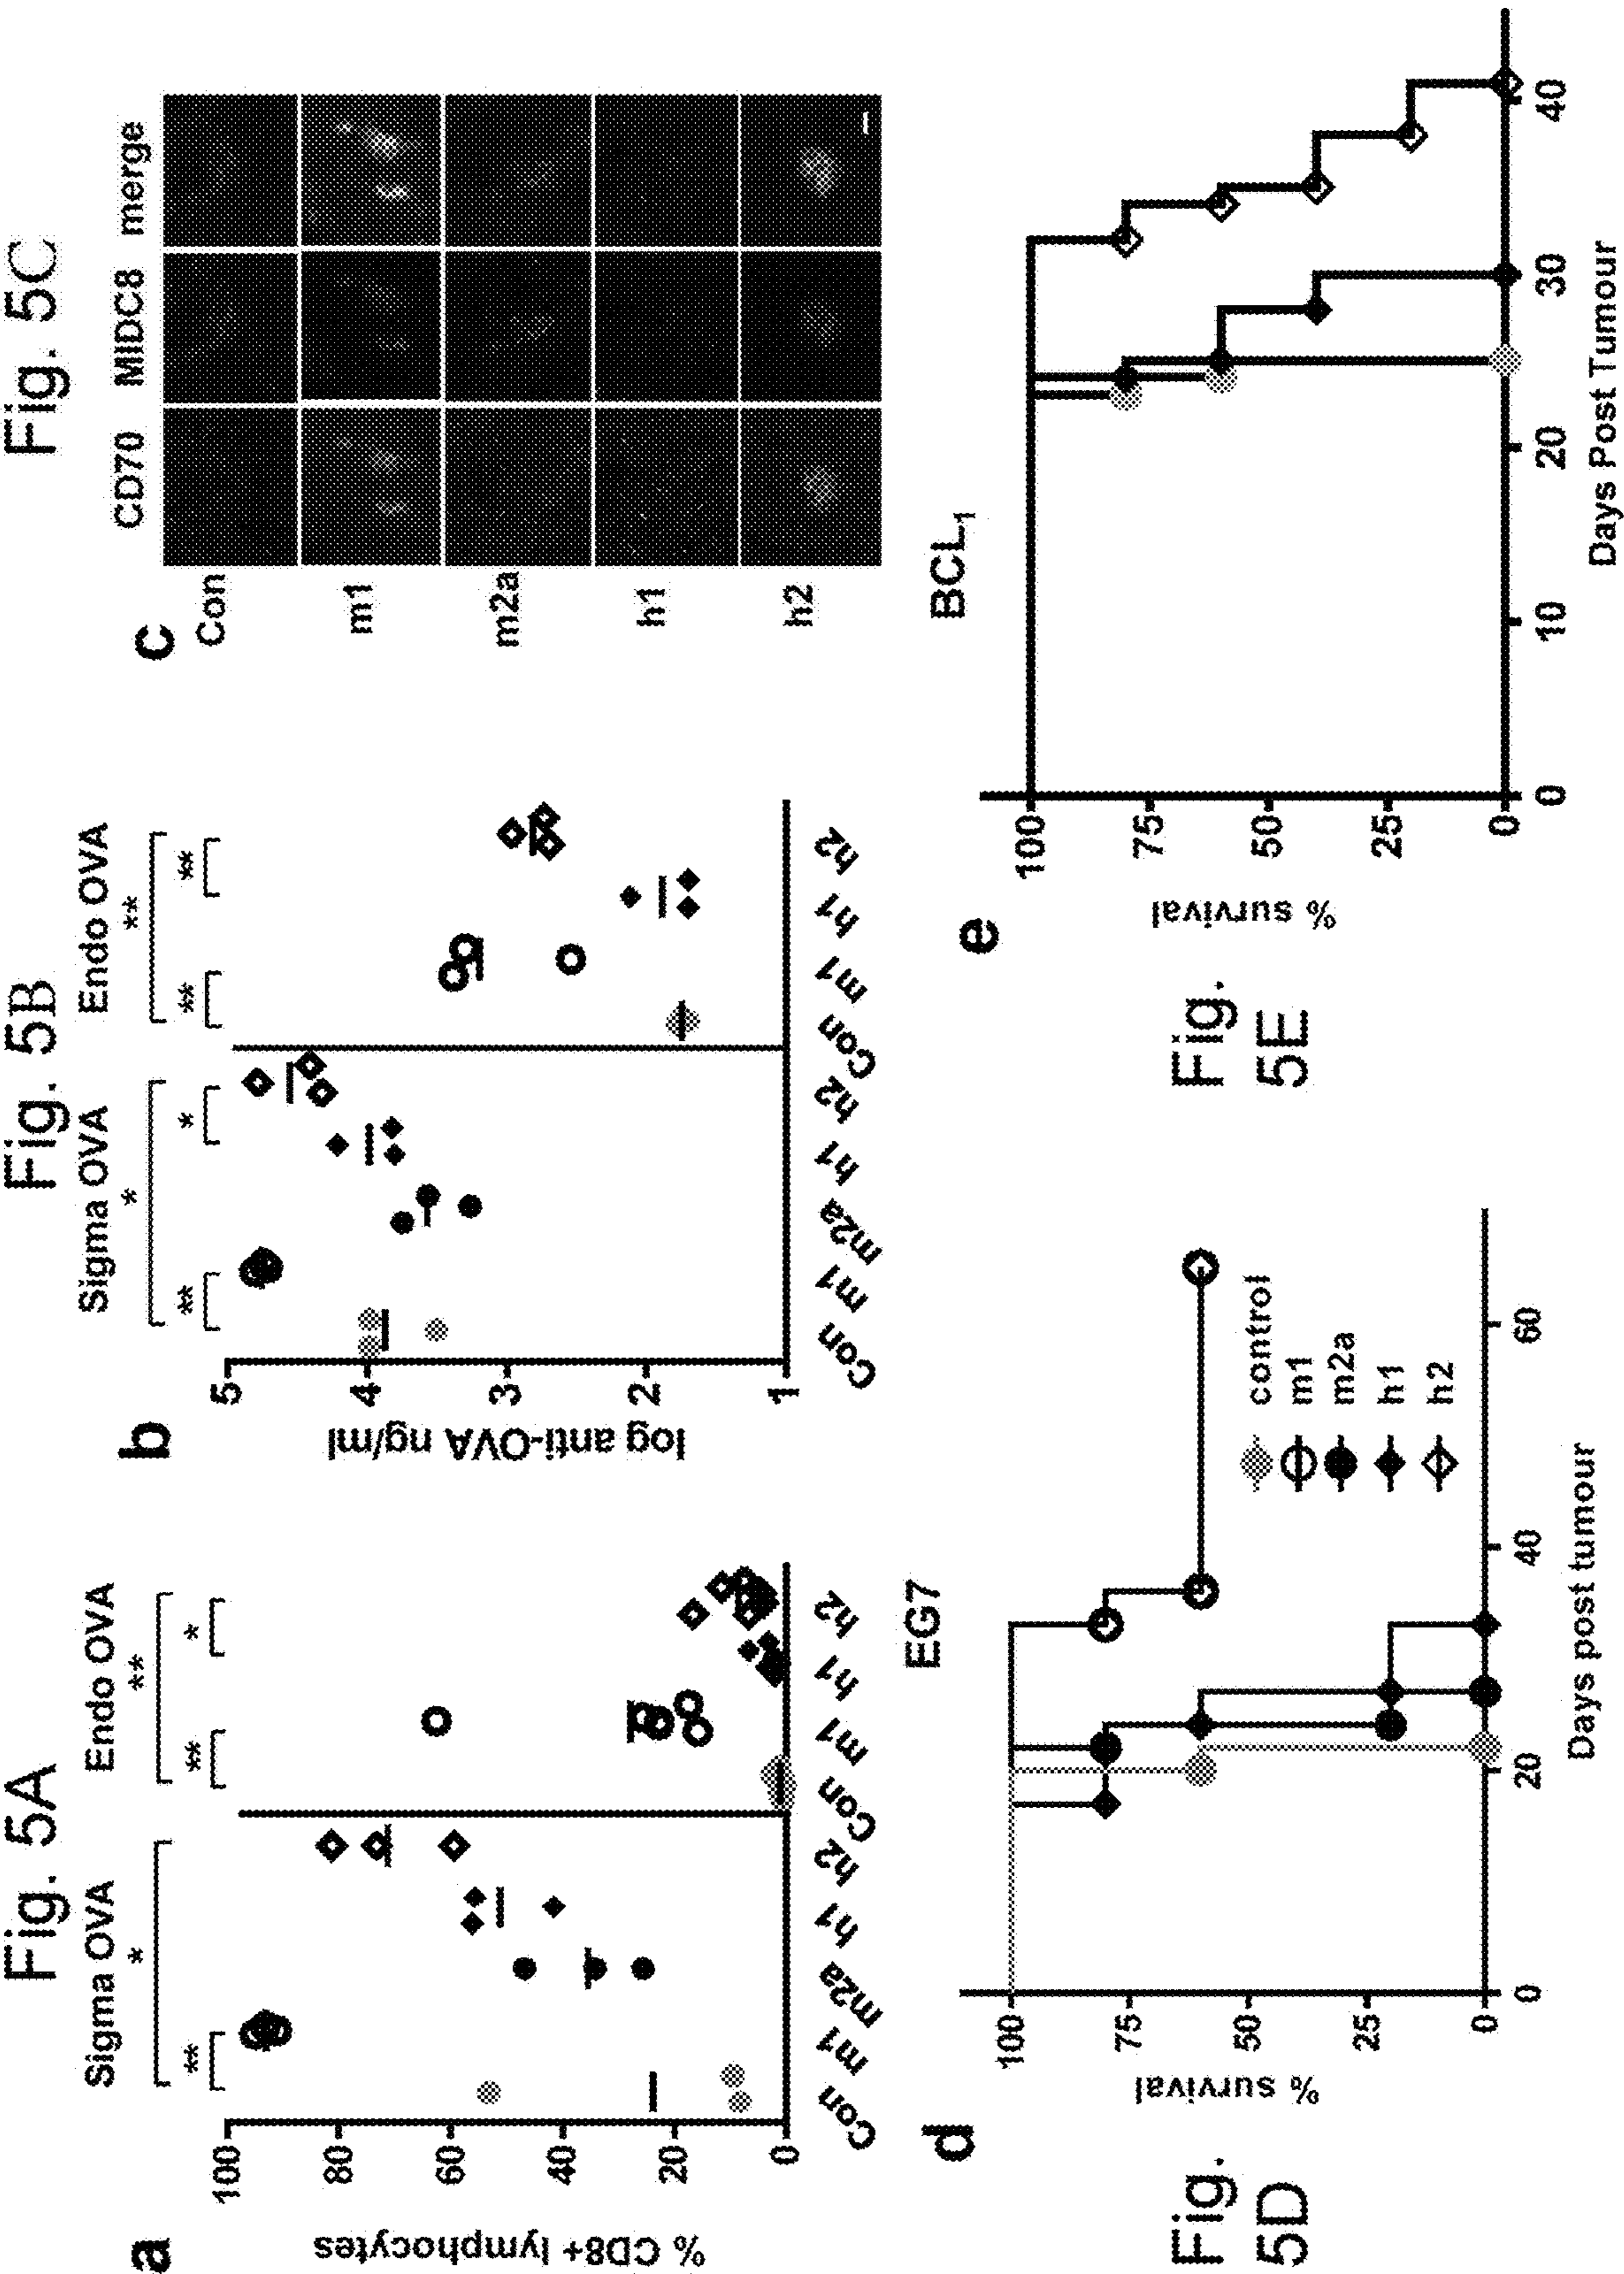 Fig. 5A
a
Sigma OVA
Endo OVA
*
**
**
**
*
% CD8+ lymphocytes
100
80
60
40
20
0
Con m1 m2a h1 h2 Con m1 h1 h2
Fig. 5B
b
Sigma OVA
Endo OVA
*
**
**
*
**
**
log anti-OVA ng/ml
5
4
3
2
1
Con m1 m2a h1 h2 Con m1 h1 h2
Fig. 5C
c
CD70 MIDC8 merge
Con
m1
m2a
h1
h2
Fig.
5D
d
EG7
% survival
100
75
50
25
0
0 20 40 60
Days post tumour
control
m1
m2a
h1
h2
Fig.
5E
e
BCL1
% survival
100
75
50
25
0
0 10 20 30 40
Days Post Tumour